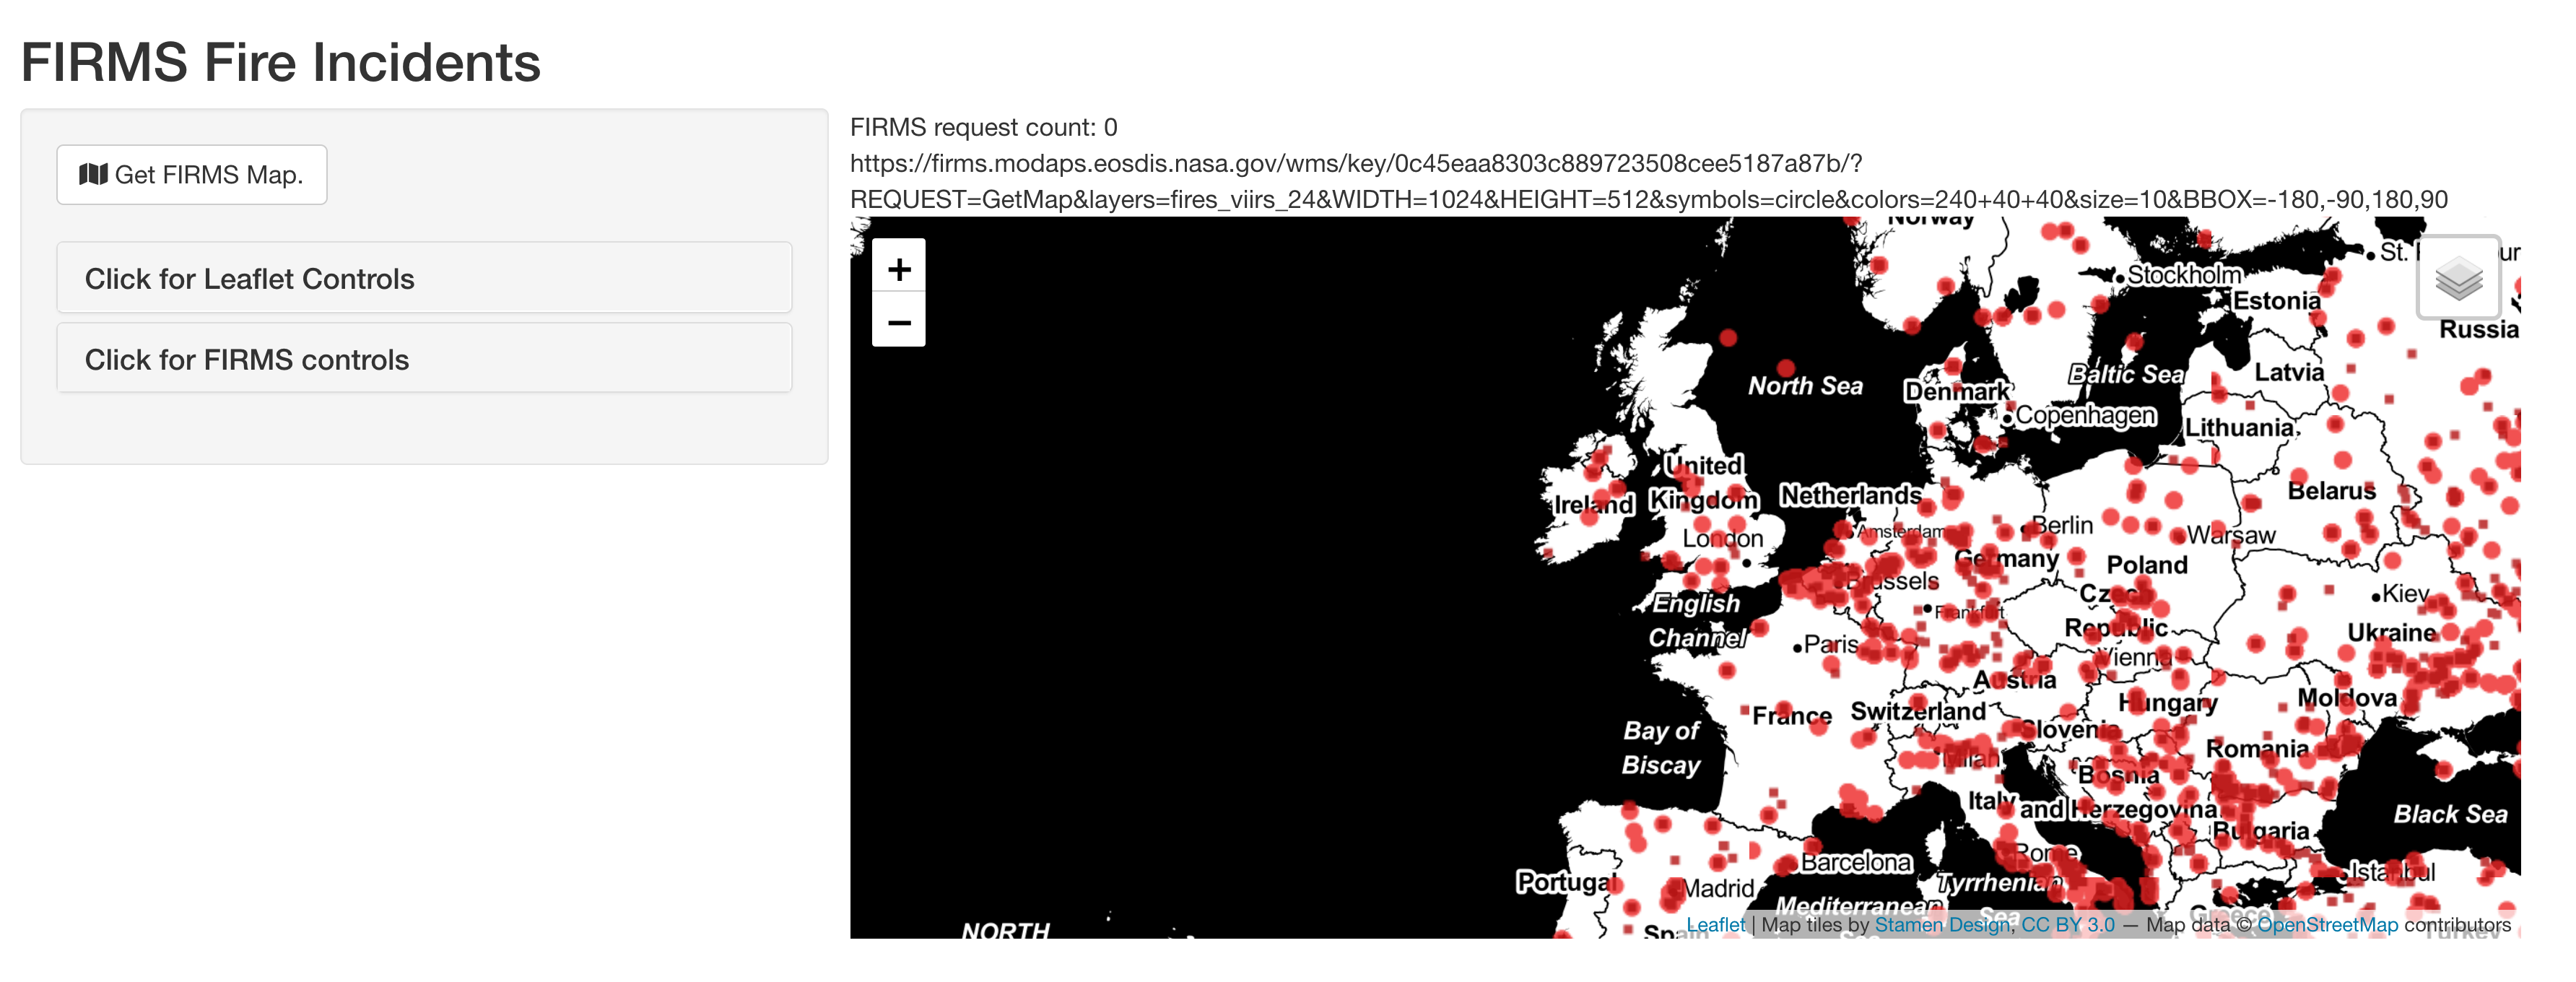 FIRMS Fire Incidents
Get FIRMS Map.
Click for Leaflet Controls
Click for FIRMS controls
FIRMS request count: 0
https://firms.modaps.eosdis.nasa.gov/wms/key/0c45eaa8303c889723508cee5187a87b/?
REQUEST=GetMap&layers=fires_viirs_24&WIDTH=1024&HEIGHT=512&symbols=circle&colors=240+40+40&size=10&BBOX=-180,-90,180,90
+
−
Norway
Stockholm
St.
Estonia
Russia
North Sea
Baltic Sea
Latvia
Denmark
Copenhagen
Lithuania
United
Kingdom
Ireland
Netherlands
Belarus
Amsterdam
Berlin
Warsaw
London
Germany
Poland
Brussels
Czech
Republic
Kiev
English
Channel
Frankfurt
Ukraine
Paris
Vienna
Austria
Hungary
Moldova
France
Switzerland
Slovenia
Bay of
Biscay
Milan
Romania
Bosnia
and Herzegovina
Italy
Black Sea
Bulgaria
Rome
Barcelona
Istanbul
Portugal
Madrid
Tyrrhenian
Sea
Mediterranean
Sea
Spain
Greece
Turkey
NORTH
Leaflet | Map tiles by Stamen Design, CC BY 3.0 — Map data © OpenStreetMap contributors